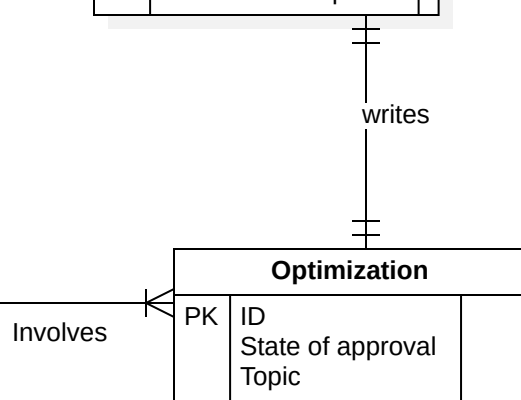 writes
Optimization
PK
ID
State of approval
Topic
Involves